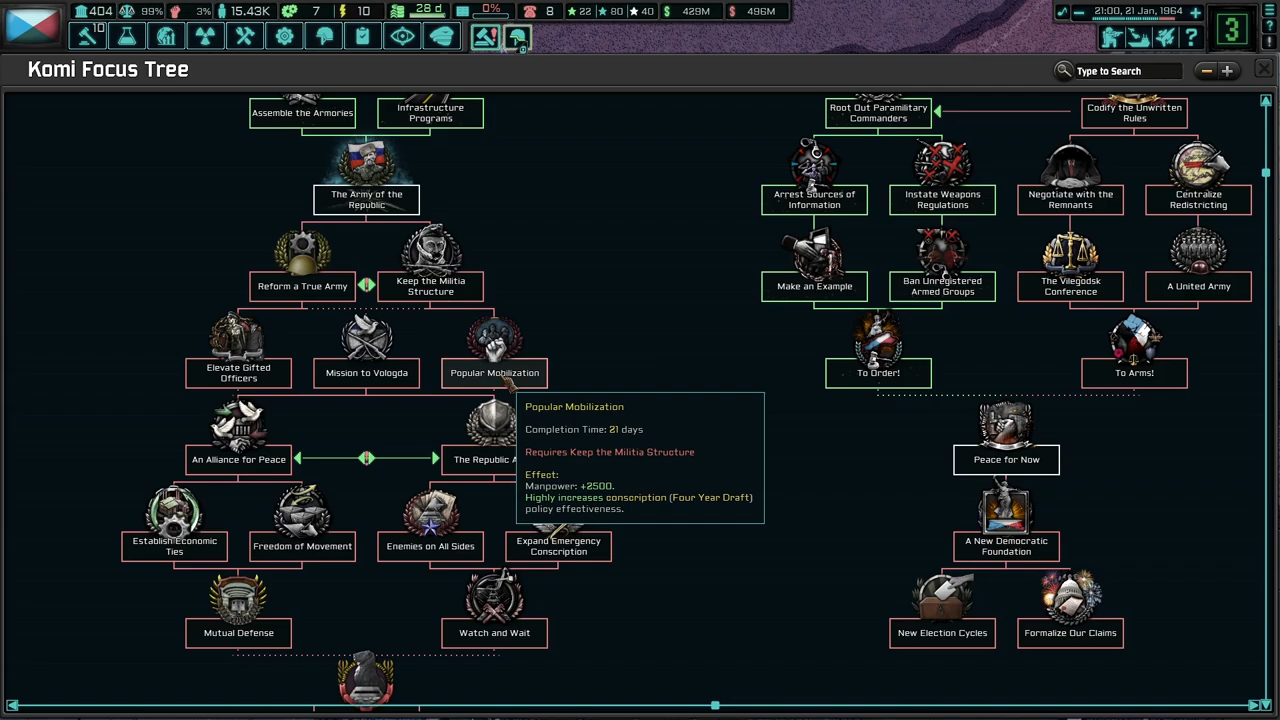 404 99% 3% 15.43K 7 10 28 d 0% 8 22 80 40 $ 429M $ 496M
21:00, 21 Jan, 1964
3
10
Komi Focus Tree
Type to Search
Assemble the Armories
Infrastructure
Programs
Root Out Paramilitary
Commanders
Codify the Unwritten
Rules
The Army of the
Republic
Arrest Sources of
Information
Instate Weapons
Regulations
Negotiate with the
Remnants
Centralize
Redistricting
Reform a True Army
Keep the Militia
Structure
Make an Example
Ban Unregistered
Armed Groups
The Vilegodsk
Conference
A United Army
Elevate Gifted
Officers
Mission to Vologda
Popular Mobilization
To Order!
To Arms!
Popular Mobilization
Completion Time: 21 days
Requires Keep the Militia Structure
Effect:
Manpower: +2500.
Highly increases conscription (Four Year Draft)
policy effectiveness.
An Alliance for Peace
The Republic A
Peace for Now
Establish Economic
Ties
Freedom of Movement
Enemies on All Sides
Expand Emergency
Conscription
A New Democratic
Foundation
Mutual Defense
Watch and Wait
New Election Cycles
Formalize Our Claims